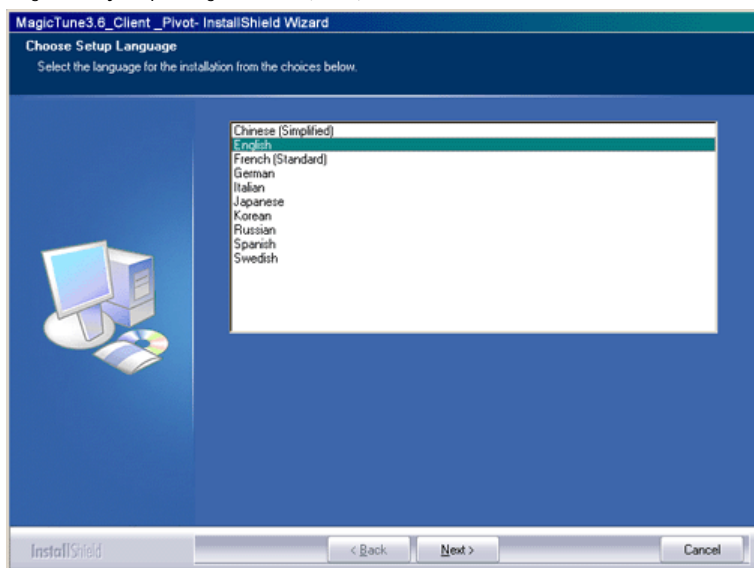 MagicTune3.6_Client _Pivot- InstallShield Wizard
Choose Setup Language
Select the language for the installation from the choices below.
Chinese (Simplified)
English
French (Standard)
German
Italian
Japanese
Korean
Russian
Spanish
Swedish
InstallShield
< Back
Next >
Cancel